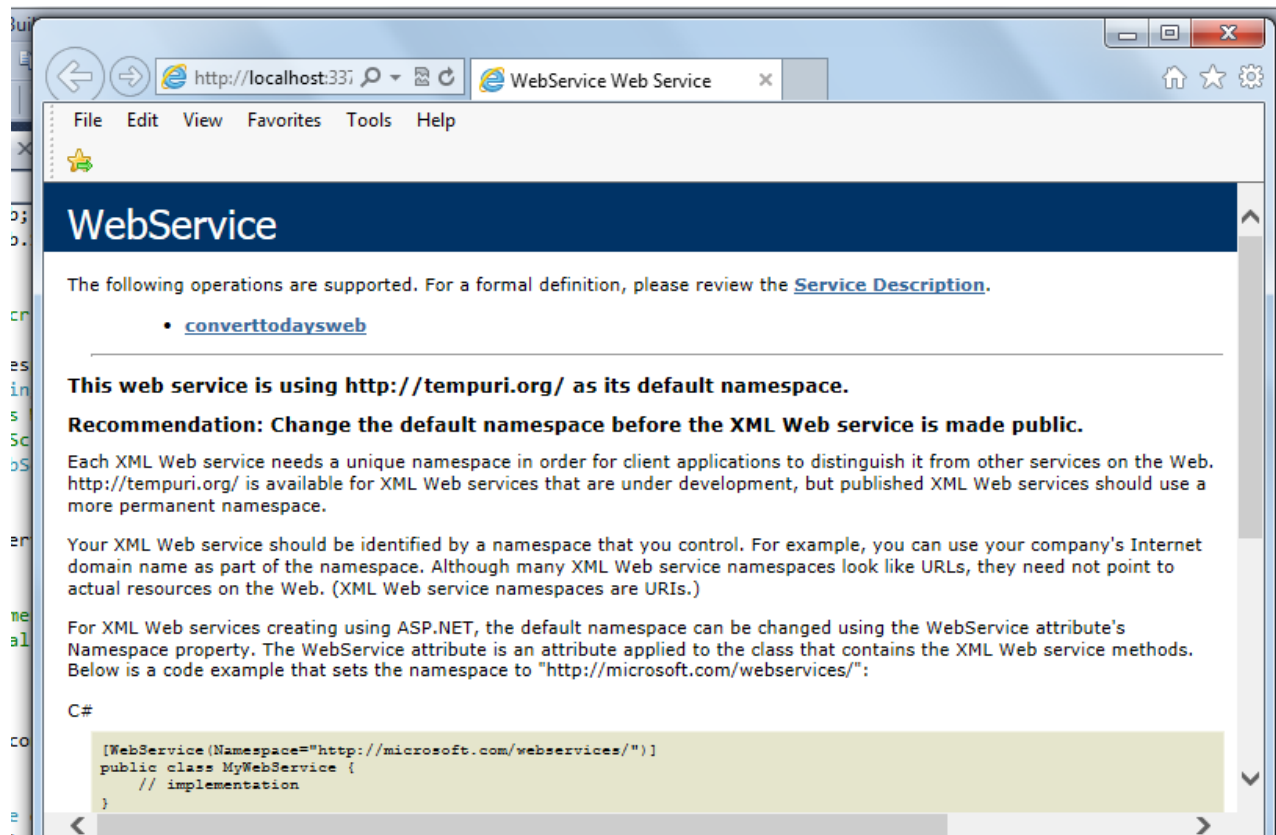 http://localhost:337
WebService Web Service
File Edit View Favorites Tools Help
WebService
The following operations are supported. For a formal definition, please review the Service Description.
• converttodaysweb
This web service is using http://tempuri.org/ as its default namespace.
Recommendation: Change the default namespace before the XML Web service is made public.
Each XML Web service needs a unique namespace in order for client applications to distinguish it from other services on the Web.
http://tempuri.org/ is available for XML Web services that are under development, but published XML Web services should use a
more permanent namespace.
Your XML Web service should be identified by a namespace that you control. For example, you can use your company's Internet
domain name as part of the namespace. Although many XML Web service namespaces look like URLs, they need not point to
actual resources on the Web. (XML Web service namespaces are URIs.)
For XML Web services creating using ASP.NET, the default namespace can be changed using the WebService attribute's
Namespace property. The WebService attribute is an attribute applied to the class that contains the XML Web service methods.
Below is a code example that sets the namespace to "http://microsoft.com/webservices/":
C#
[WebService(Namespace="http://microsoft.com/webservices/")]
public class MyWebService {
// implementation
}